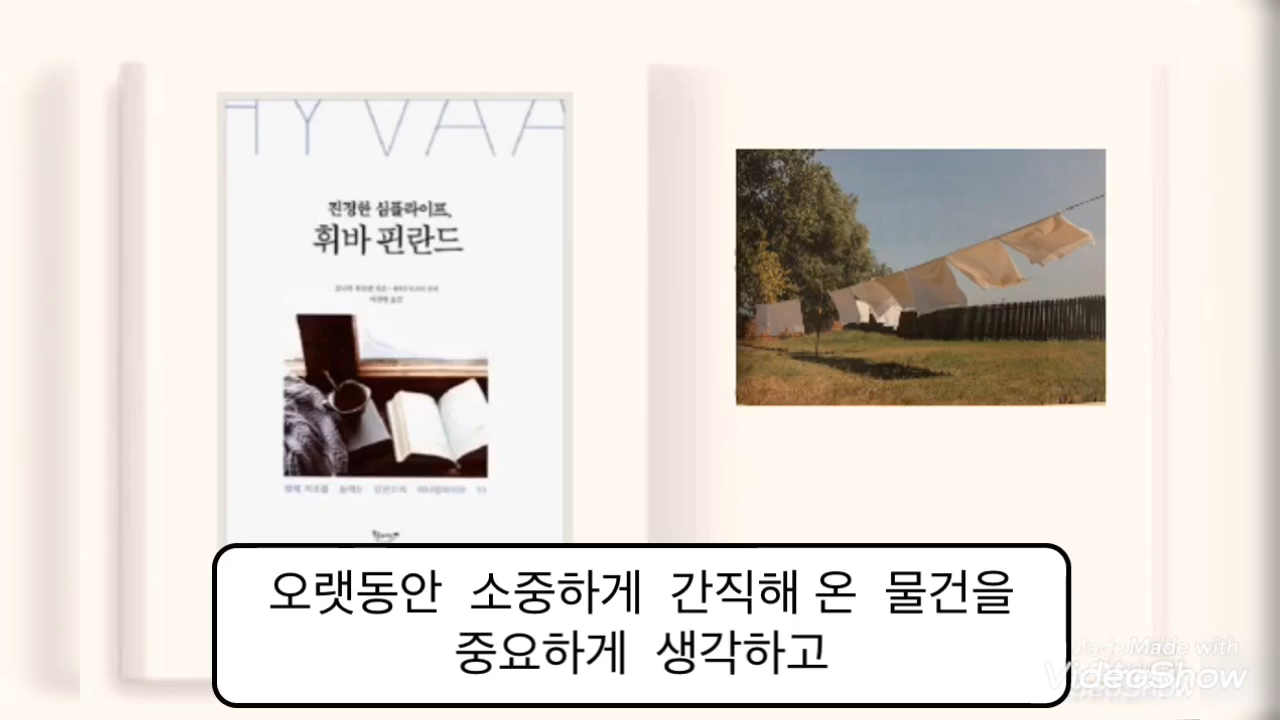 HYVAA
진정한 심플라이프,
휘바 핀란드
오랫동안 소중하게 간직해 온 물건을
중요하게 생각하고
Made with
VideoShow